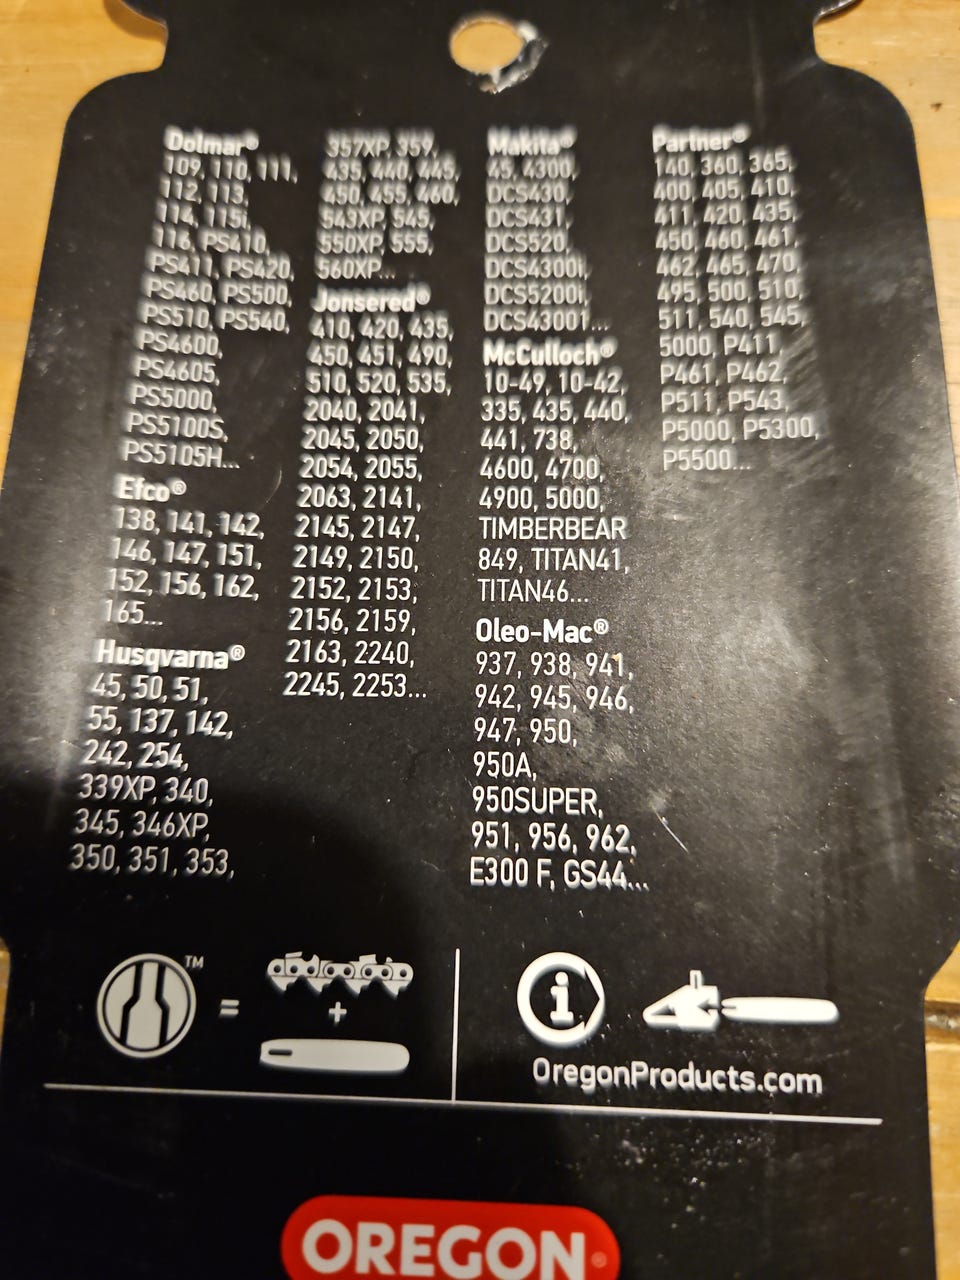 Dolmar®
109, 110, 111,
112, 113,
114, 115i,
116, PS410,
PS411, PS420,
PS460, PS500,
PS510, PS540,
PS4600,
PS4605,
PS5000,
PS5100S,
PS5105H...
Efco®
138, 141, 142,
146, 147, 151,
152, 156, 162,
165...
Husqvarna®
45, 50, 51,
55, 137, 142,
242, 254,
339XP, 340,
345, 346XP,
350, 351, 353,
357XP, 359,
435, 440, 445,
450, 455, 460,
543XP, 545,
550XP, 555,
560XP...
Jonsered®
410, 420, 435,
450, 451, 490,
510, 520, 535,
2040, 2041,
2045, 2050,
2054, 2055,
2063, 2141,
2145, 2147,
2149, 2150,
2152, 2153,
2156, 2159,
2163, 2240,
2245, 2253...
Makita®
45, 4300,
DCS430,
DCS431,
DCS520,
DCS4300i,
DCS5200i,
DCS43001...
McCulloch®
10-49, 10-42,
335, 435, 440,
441, 738,
4600, 4700,
4900, 5000,
TIMBERBEAR
849, TITAN41,
TITAN46...
Oleo-Mac®
937, 938, 941,
942, 945, 946,
947, 950,
950A,
950SUPER,
951, 956, 962,
E300 F, GS44...
Partner®
140, 360, 365,
400, 405, 410,
411, 420, 435,
450, 460, 461,
462, 465, 470,
495, 500, 510,
511, 540, 545,
5000, P411,
P461, P462,
P511, P543,
P5000, P5300,
P5500...
TM
=
+
i
OregonProducts.com
OREGON®